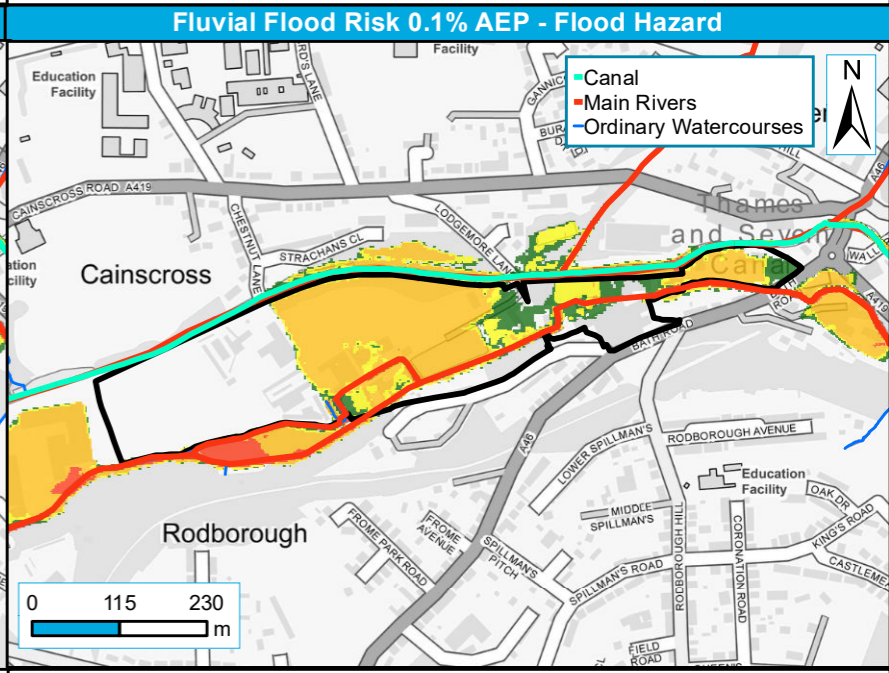 Fluvial Flood Risk 0.1% AEP - Flood Hazard
Canal
Main Rivers
Ordinary Watercourses
N
Education
Facility
Facility
CAINSCROSS ROAD A419
CHESTNUT LANE
STRACHANS CL
LODGEMORE LANE
Thames
and Severn
Canal
A46
WALL
A419
Cainscross
BATH ROAD
A46
LOWER SPILLMAN'S
RODBOROUGH AVENUE
Education
Facility
MIDDLE
SPILLMAN'S
OAK DR
KING'S ROAD
CASTLEME
Rodborough
FROME PARK ROAD
FROME
AVENUE
SPILLMAN'S
PITCH
SPILLMAN'S ROAD
RODBOROUGH HILL
CORONATION ROAD
FIELD
ROAD
0 115 230
m